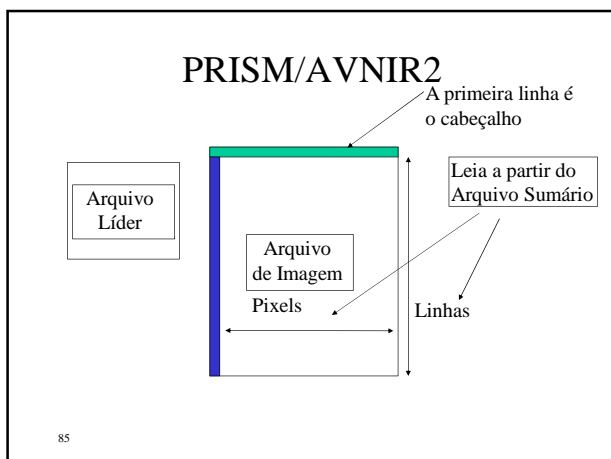 PRISM/AVNIR2
A primeira linha é
o cabeçalho
Leia a partir do
Arquivo Sumário
Arquivo
Líder
Arquivo
de Imagem
Pixels
Linhas
85